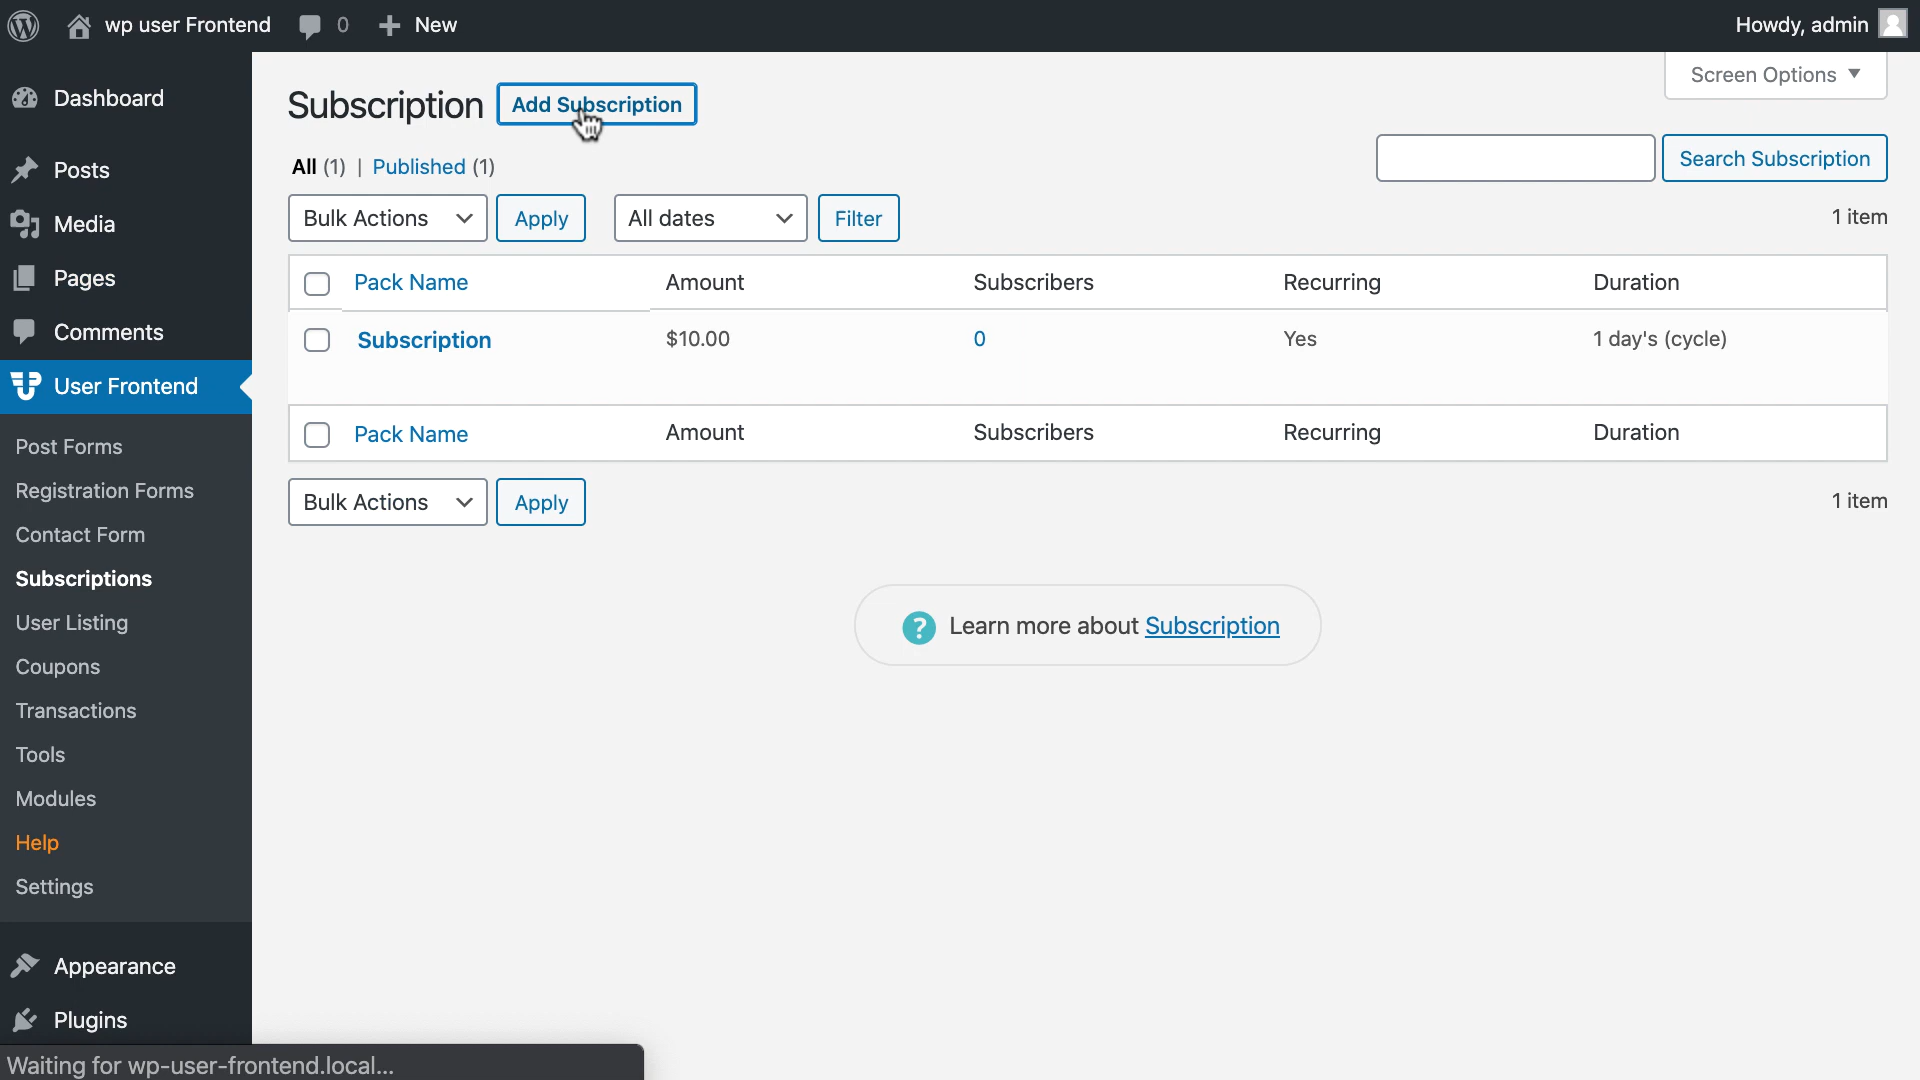 wp user Frontend 0 New Howdy, admin
Screen Options
Dashboard
Posts
Media
Pages
Comments
User Frontend
Post Forms
Registration Forms
Contact Form
Subscriptions
User Listing
Coupons
Transactions
Tools
Modules
Help
Settings
Appearance
Plugins
Subscription Add Subscription
All (1) | Published (1)
Search Subscription
Bulk Actions Apply All dates Filter 1 item
Pack Name Amount Subscribers Recurring Duration
Subscription $10.00 0 Yes 1 day's (cycle)
Pack Name Amount Subscribers Recurring Duration
Bulk Actions Apply 1 item
? Learn more about Subscription
Waiting for wp-user-frontend.local...